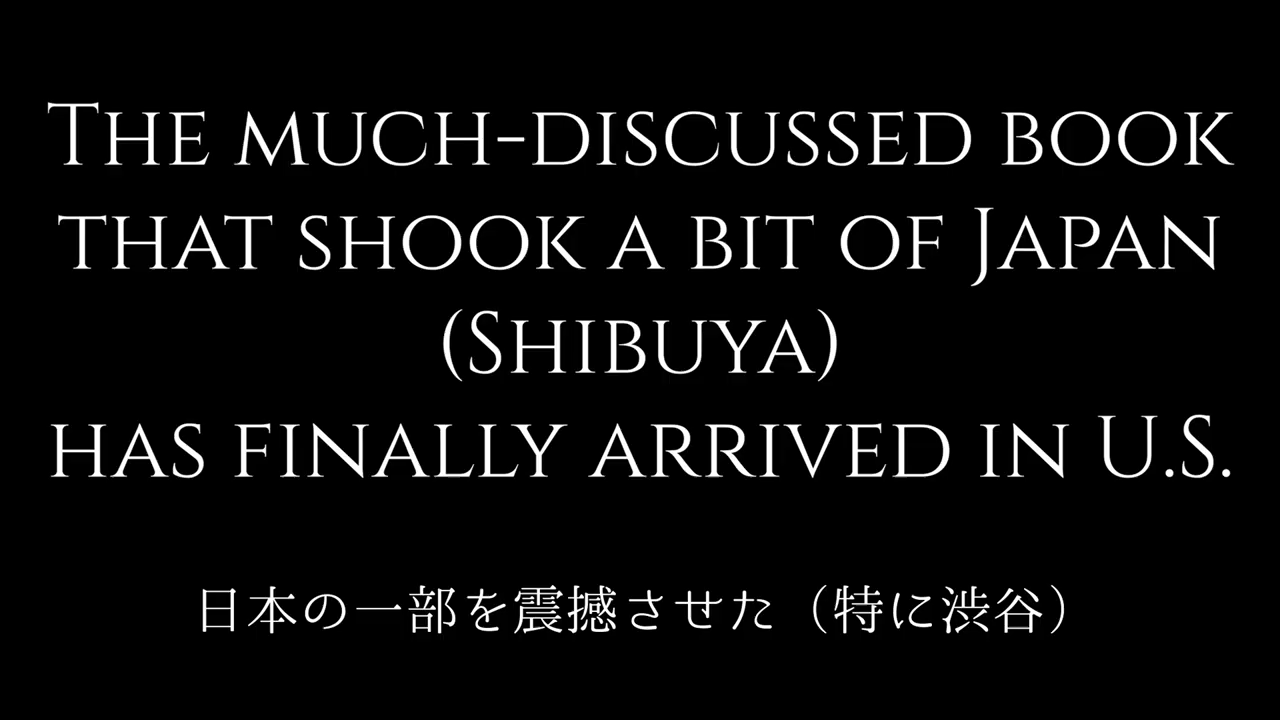 The much-discussed book
that shook a bit of Japan
(Shibuya)
has finally arrived in U.S.
日本の一部を震撼させた（特に渋谷）